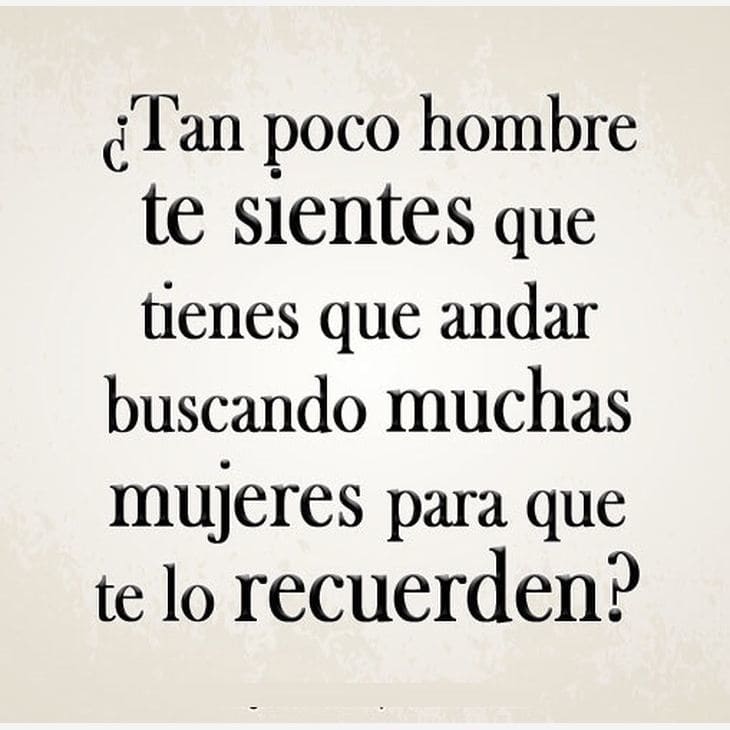 ¿Tan poco hombre
te sientes que
tienes que andar
buscando muchas
mujeres para que
te lo recuerden?